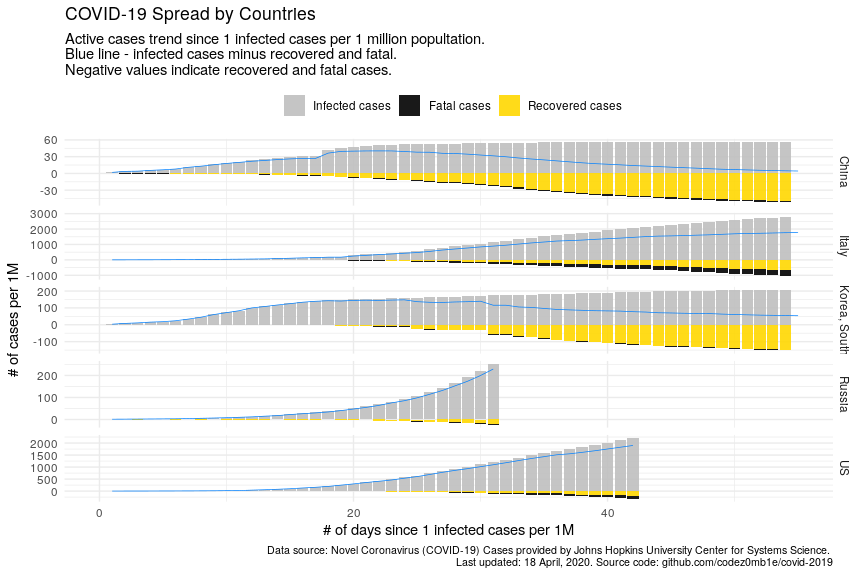 COVID-19 Spread by Countries
Active cases trend since 1 infected cases per 1 million popultation.
Blue line - infected cases minus recovered and fatal.
Negative values indicate recovered and fatal cases.
Infected cases Fatal cases Recovered cases
60
30
0
-30
China
3000
2000
1000
0
-1000
Italy
200
100
0
-100
Korea, South
200
100
0
Russia
2000
1500
1000
500
0
US
# of cases per 1M
0 20 40
# of days since 1 infected cases per 1M
Data source: Novel Coronavirus (COVID-19) Cases provided by Johns Hopkins University Center for Systems Science.
Last updated: 18 April, 2020. Source code: github.com/codez0mb1e/covid-2019